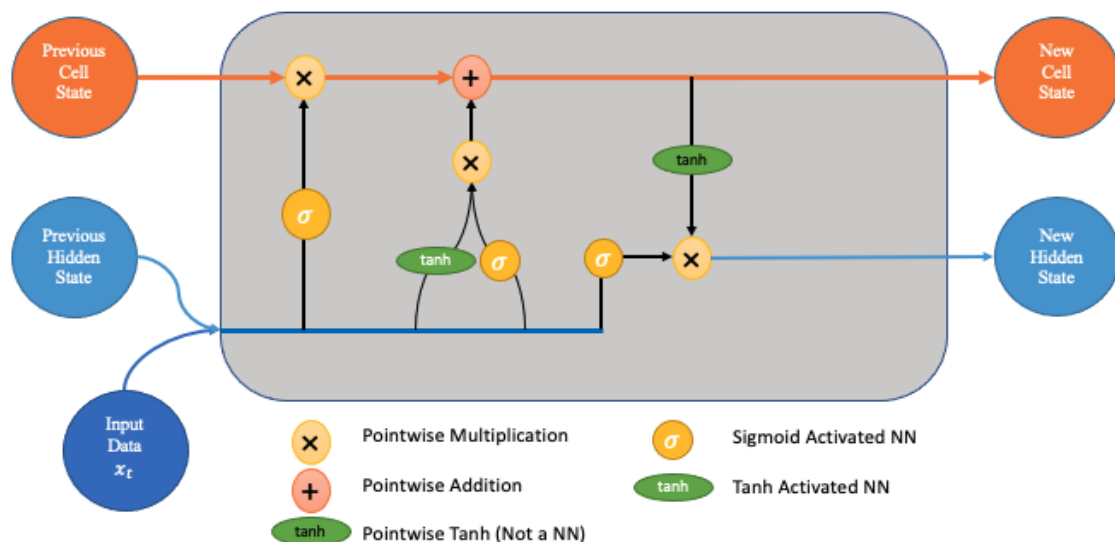 Previous
Cell
State
New
Cell
State
×
+
tanh
×
σ
Previous
Hidden
State
New
Hidden
State
tanh
σ
σ
×
Input
Data
x_t
× Pointwise Multiplication
σ Sigmoid Activated NN
+ Pointwise Addition
tanh Tanh Activated NN
tanh Pointwise Tanh (Not a NN)